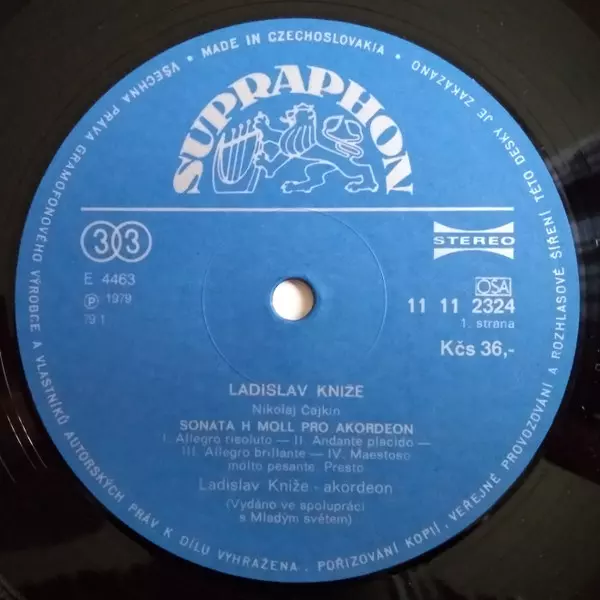 VŠECHNA PRÁVA GRAMOFONOVÉHO VÝROBCE A VLASTNÍKŮ AUTORSKÝCH PRÁV K DÍLU VYHRAŽENA. POŘIZOVÁNÍ KOPIÍ, VEŘEJNÉ PROVOZOVÁNÍ A ROZHLASOVÉ ŠÍŘENÍ TÉTO DESKY JE ZAKÁZÁNO • MADE IN CZECHOSLOVAKIA •
SUPRAPHON
33
STEREO
E 4463
Ⓟ 1979
79 1
OSA
11 11 2324
1. strana
Kčs 36,-
LADISLAV KNIŽE
Nikolaj Čajkin
SONATA H MOLL PRO AKORDEON
I. Allegro risoluto — II. Andante placido —
III. Allegro brillante — IV. Maestoso
molto pesante. Presto
Ladislav Kniže - akordeon
(Vydáno ve spolupráci
s Mladým světem)